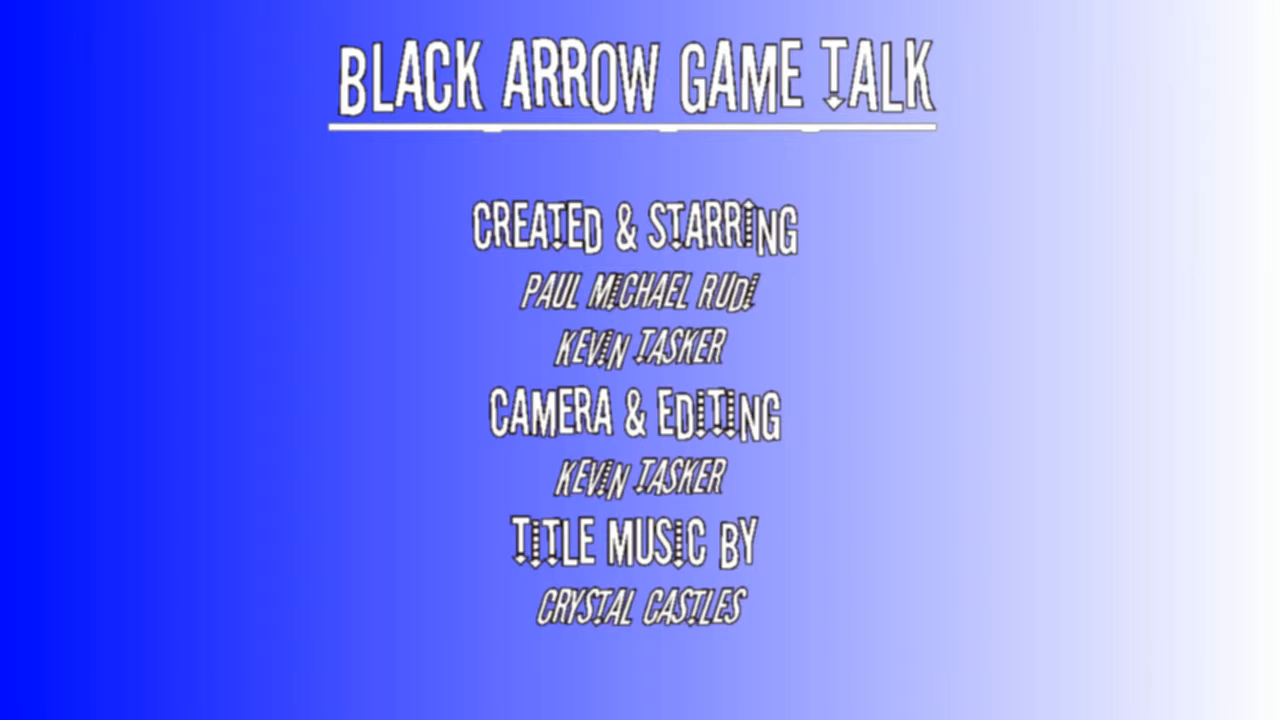 BLACK ARROW GAME TALK
CREATED & STARRING
PAUL MICHAEL RUDI
KEVIN TASKER
CAMERA & EDITING
KEVIN TASKER
TITLE MUSIC BY
CRYSTAL CASTLES